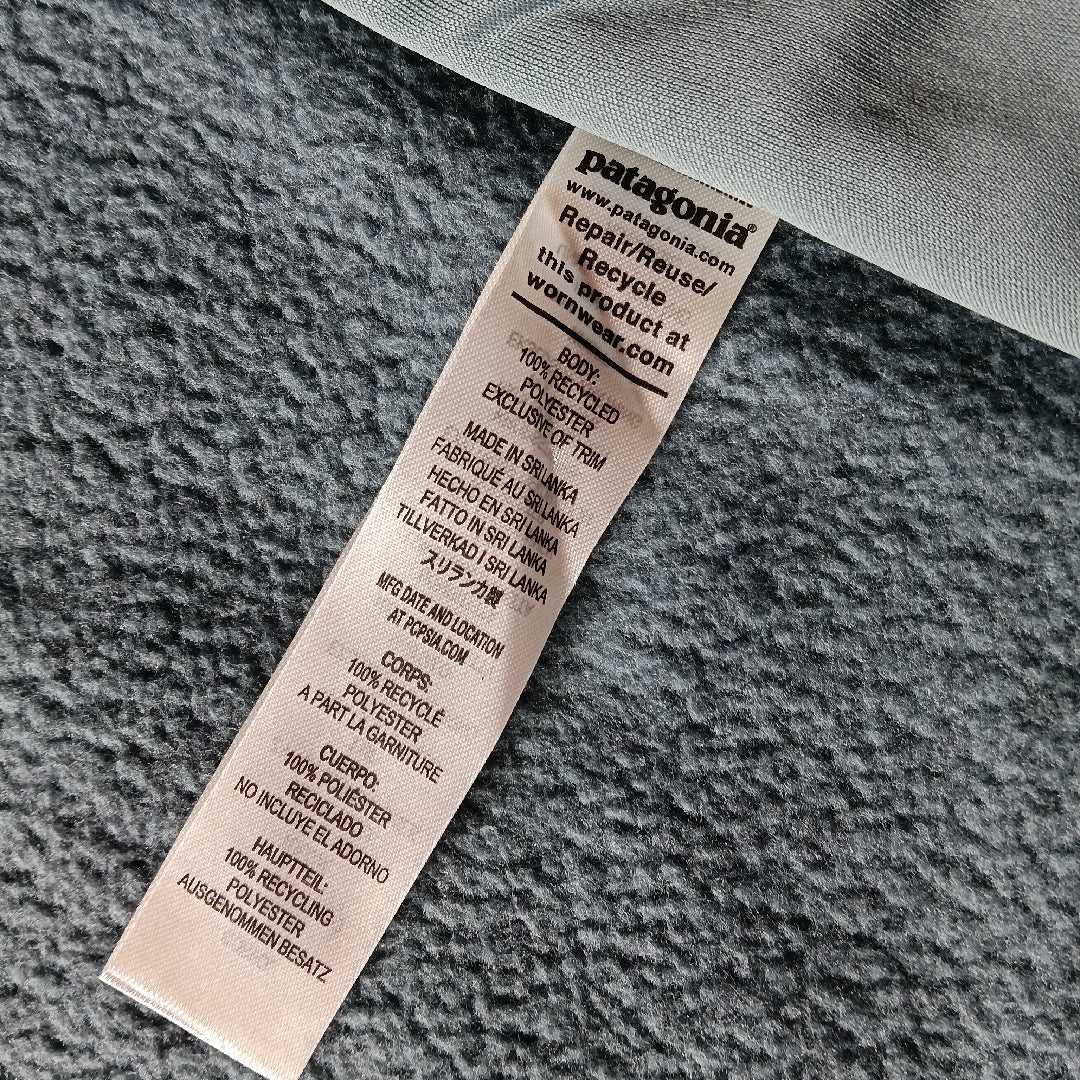 patagonia®
www.patagonia.com
Repair/Reuse/
Recycle
this product at
wornwear.com
BODY:
100% RECYCLED
POLYESTER
EXCLUSIVE OF TRIM
MADE IN SRI LANKA
FABRIQUÉ AU SRI LANKA
HECHO EN SRI LANKA
FATTO IN SRI LANKA
TILLVERKAD I SRI LANKA
スリランカ製
MFG DATE AND LOCATION
AT PCPSIA.COM
CORPS:
100% RECYCLÉ
POLYESTER
A PART LA GARNITURE
CUERPO:
100% POLIÉSTER
RECICLADO
NO INCLUYE EL ADORNO
HAUPTTEIL:
100% RECYCLING
POLYESTER
AUSGENOMMEN BESATZ